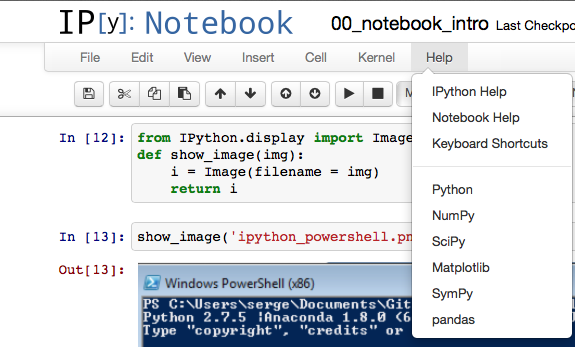 IP[y]: Notebook 00_notebook_intro Last Checkpo
File Edit View Insert Cell Kernel Help
IPython Help
Notebook Help
Keyboard Shortcuts
Python
NumPy
SciPy
Matplotlib
SymPy
pandas
In [12]: from IPython.display import Image
def show_image(img):
i = Image(filename = img)
return i
In [13]: show_image('ipython_powershell.pn
Out[13]:
Windows PowerShell (x86)
PS C:\Users\serge\Documents\Git
Python 2.7.5 |Anaconda 1.8.0 (6
Type "copyright", "credits" or